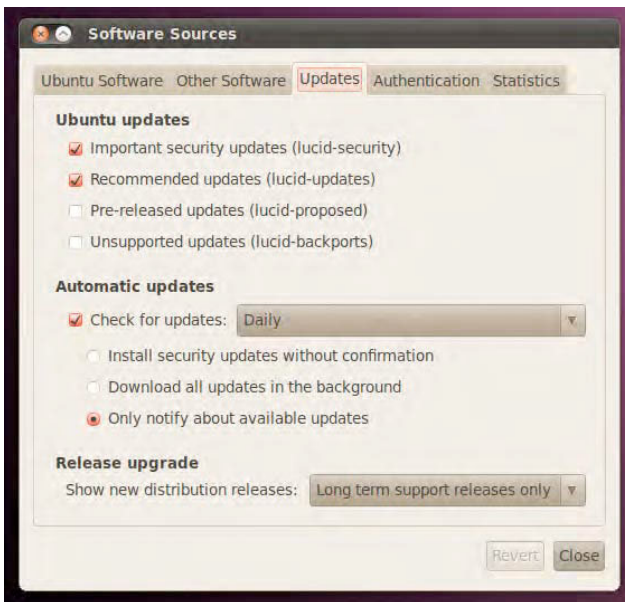 Software Sources
Ubuntu Software Other Software Updates Authentication Statistics
Ubuntu updates
Important security updates (lucid-security)
Recommended updates (lucid-updates)
Pre-released updates (lucid-proposed)
Unsupported updates (lucid-backports)
Automatic updates
Check for updates: Daily
Install security updates without confirmation
Download all updates in the background
Only notify about available updates
Release upgrade
Show new distribution releases: Long term support releases only
Revert Close